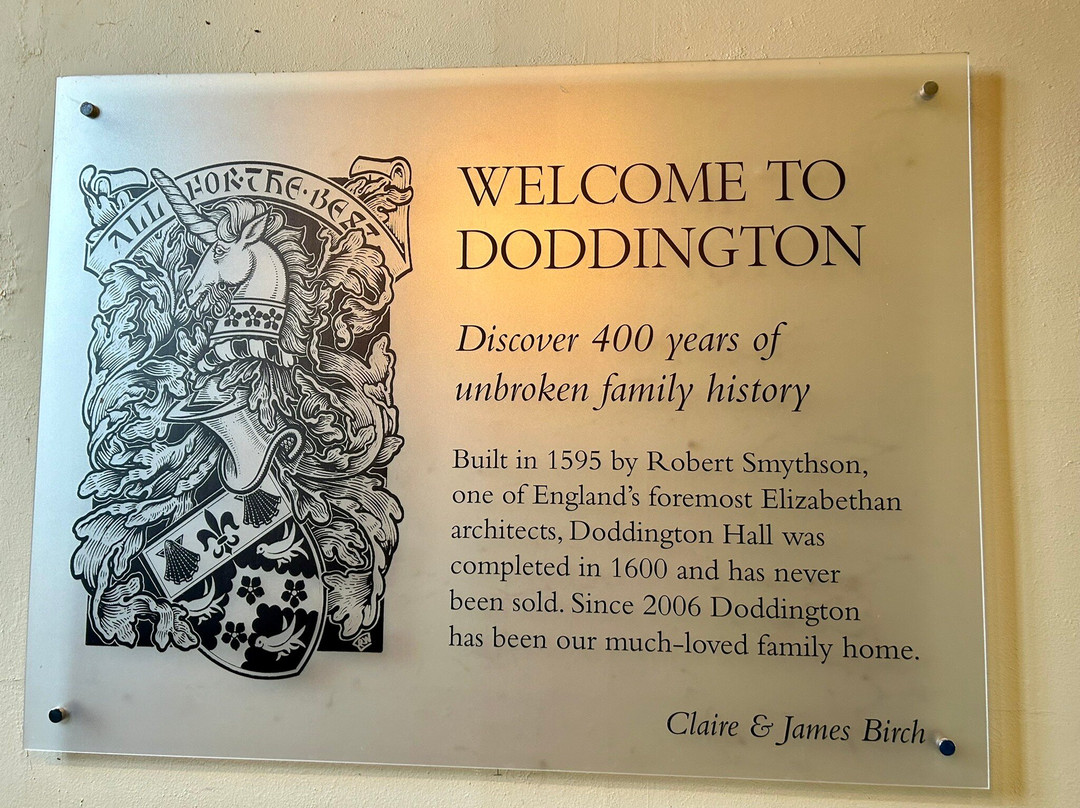 ALL·FOR·THE·BEST
WELCOME TO
DODDINGTON
Discover 400 years of
unbroken family history
Built in 1595 by Robert Smythson,
one of England’s foremost Elizabethan
architects, Doddington Hall was
completed in 1600 and has never
been sold. Since 2006 Doddington
has been our much-loved family home.
Claire & James Birch